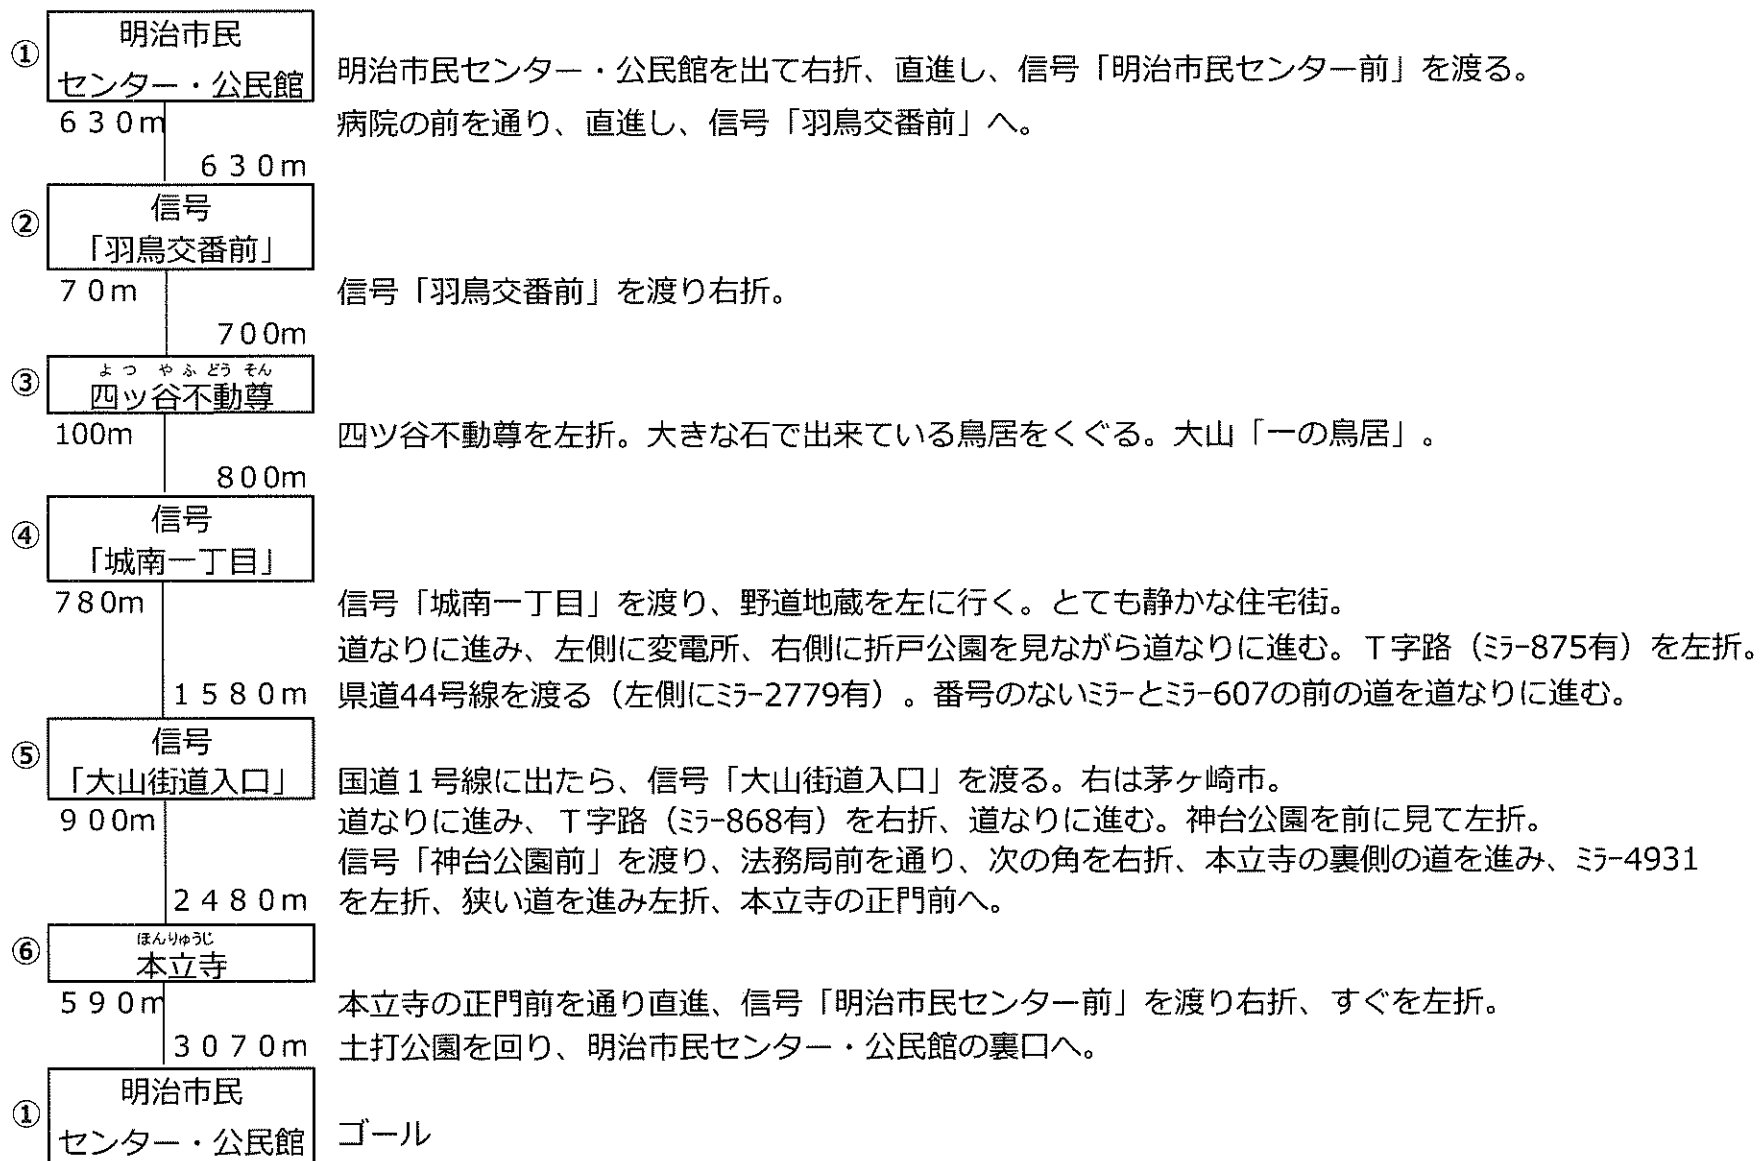 ①
明治市民
センター・公民館
明治市民センター・公民館を出て右折、直進し、信号「明治市民センター前」を渡る。
630m
病院の前を通り、直進し、信号「羽鳥交番前」へ。
630m
②
信号
「羽鳥交番前」
70m
信号「羽鳥交番前」を渡り右折。
700m
③
よつやふどうそん
四ッ谷不動尊
100m
四ツ谷不動尊を左折。大きな石で出来ている鳥居をくぐる。大山「一の鳥居」。
800m
④
信号
「城南一丁目」
780m
信号「城南一丁目」を渡り、野道地蔵を左に行く。とても静かな住宅街。
道なりに進み、左側に変電所、右側に折戸公園を見ながら道なりに進む。T字路（ﾐﾗｰ875有）を左折。
1580m
県道44号線を渡る（左側にﾐﾗｰ2779有）。番号のないﾐﾗｰとﾐﾗｰ607の前の道を道なりに進む。
⑤
信号
「大山街道入口」
国道１号線に出たら、信号「大山街道入口」を渡る。右は茅ヶ崎市。
900m
道なりに進み、T字路（ﾐﾗｰ868有）を右折、道なりに進む。神台公園を前に見て左折。
信号「神台公園前」を渡り、法務局前を通り、次の角を右折、本立寺の裏側の道を進み、ﾐﾗｰ4931
2480m
を左折、狭い道を進み左折、本立寺の正門前へ。
⑥
ほんりゅうじ
本立寺
590m
本立寺の正門前を通り直進、信号「明治市民センター前」を渡り右折、すぐを左折。
3070m
土打公園を回り、明治市民センター・公民館の裏口へ。
①
明治市民
センター・公民館
ゴール